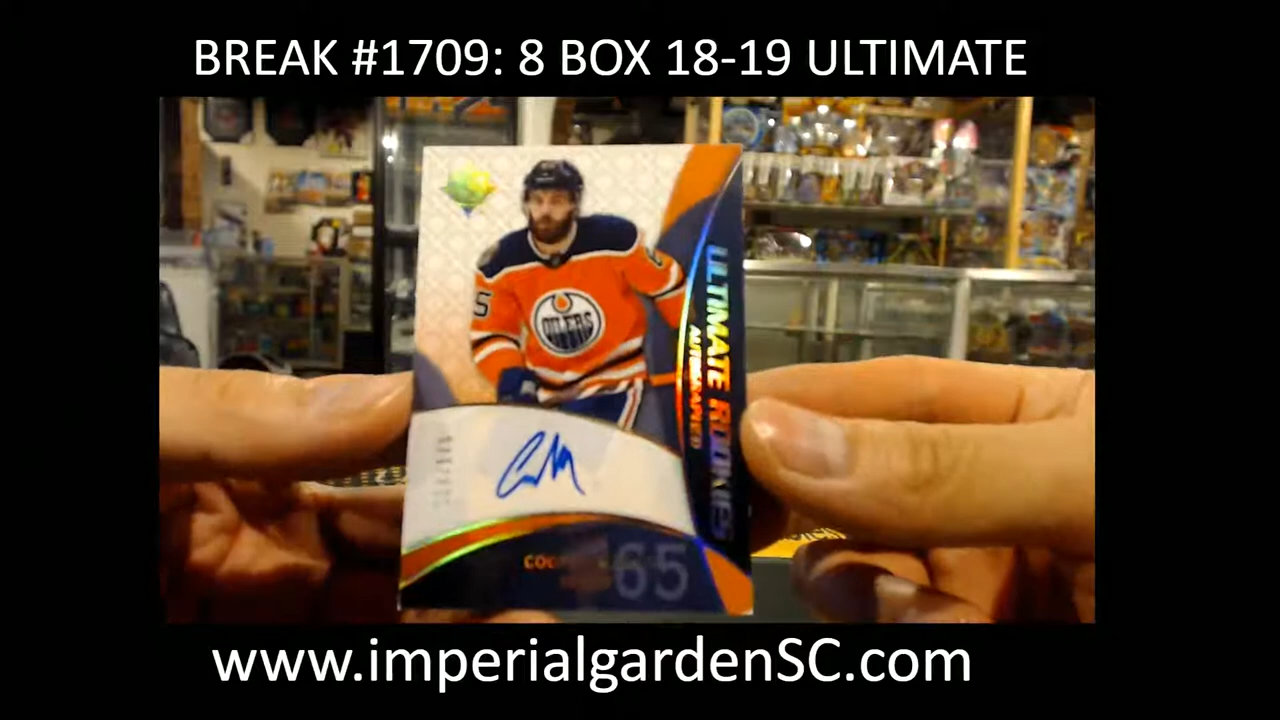 BREAK #1709: 8 BOX 18-19 ULTIMATE
OILERS
ULTIMATE ROOKIES
AUTOGRAPHED
65
www.imperialgardenSC.com